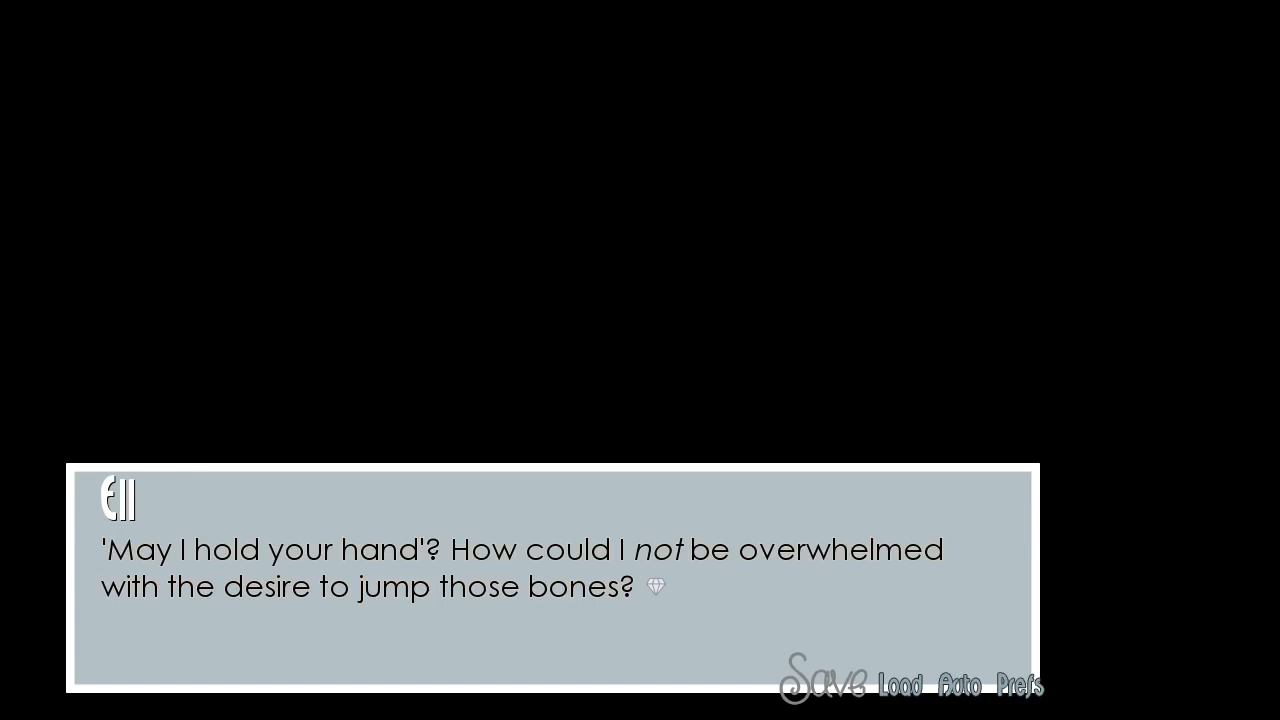 Ell
'May I hold your hand'? How could I not be overwhelmed
with the desire to jump those bones?
Save Load Auto Prefs